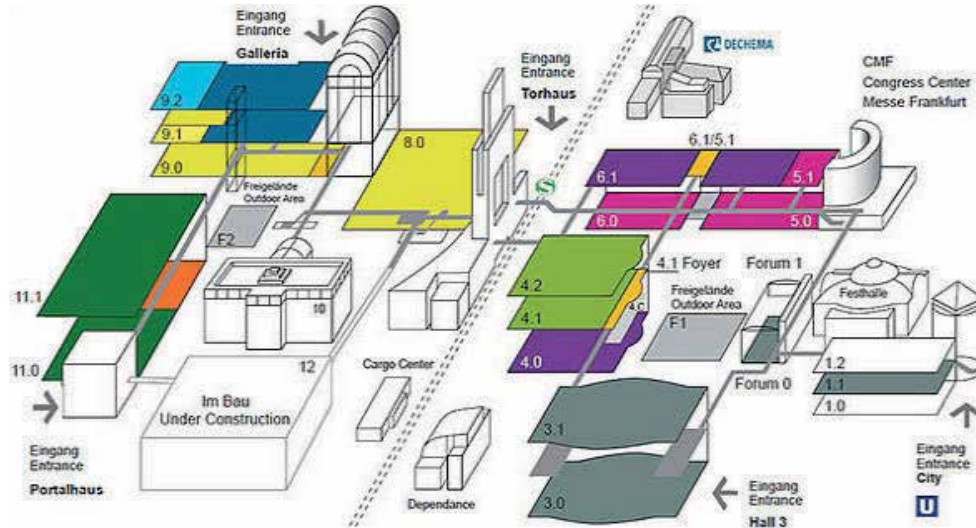 Eingang
Entrance
Galleria
DECHEMA
Eingang
Entrance
Torhaus
CMF
Congress Center
Messe Frankfurt
9.2
9.1
9.0
8.0
6.1/5.1
6.1
5.1
6.0
5.0
S
Freigelände
Outdoor Area
F2
4.2
4.1
4.0
4.C
4.1 Foyer
Freigelände
Outdoor Area
F1
Forum 1
Festhalle
Forum 0
11.1
11.0
10
12
Im Bau
Under Construction
Cargo Center
Dependance
1.2
1.1
1.0
3.1
3.0
Eingang
Entrance
Portalhaus
Eingang
Entrance
Hall 3
Eingang
Entrance
City
U